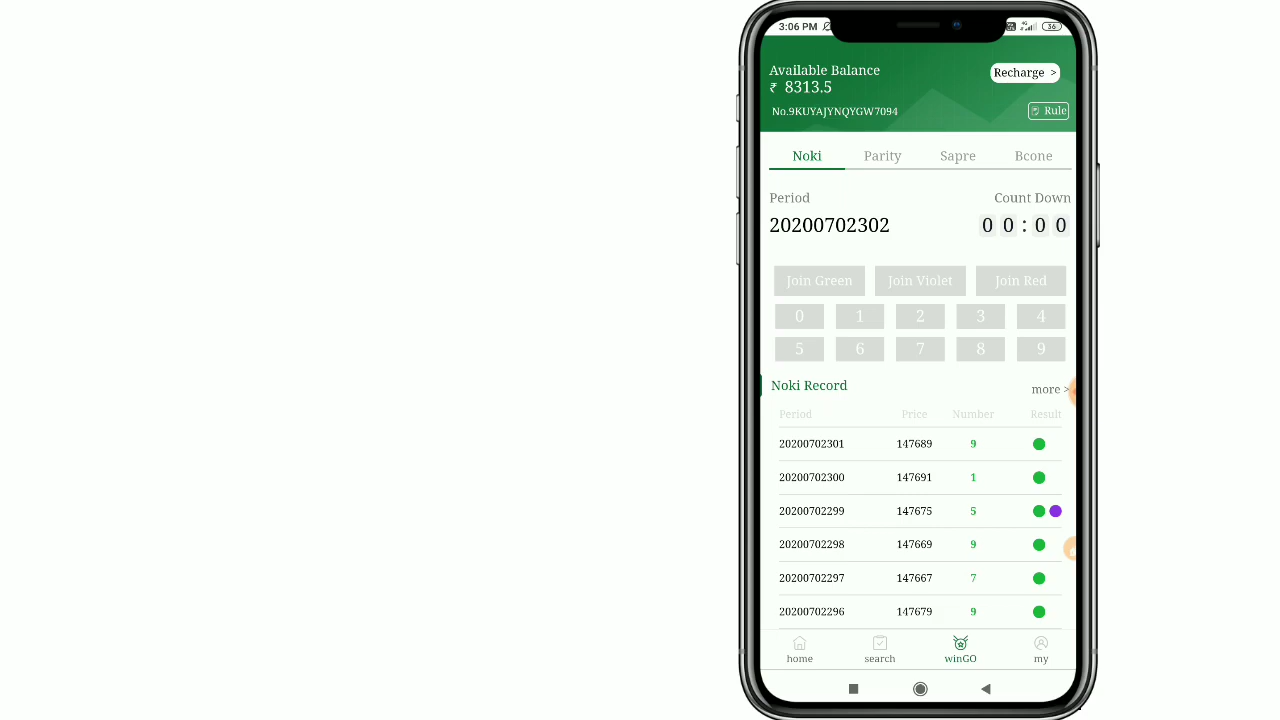 3:06 PM
36
Available Balance
₹ 8313.5
Recharge >
No.9KUYAJYNQYGW7094
Rule
Noki Parity Sapre Bcone
Period Count Down
20200702302 0 0 : 0 0
Join Green Join Violet Join Red
0 1 2 3 4
5 6 7 8 9
Noki Record more >
Period Price Number Result
20200702301 147689 9
20200702300 147691 1
20200702299 147675 5
20200702298 147669 9
20200702297 147667 7
20200702296 147679 9
home search winGO my